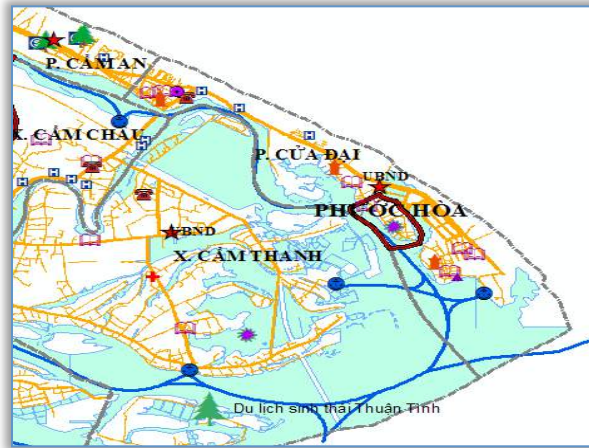 P. CẨM AN
X. CẨM CHÂU
P. CỬA ĐẠI
UBND
PHƯỚC HÒA
UBND
X. CẨM THANH
H
H
H
H
H
H
H
H
Du lịch sinh thái Thuận Tình